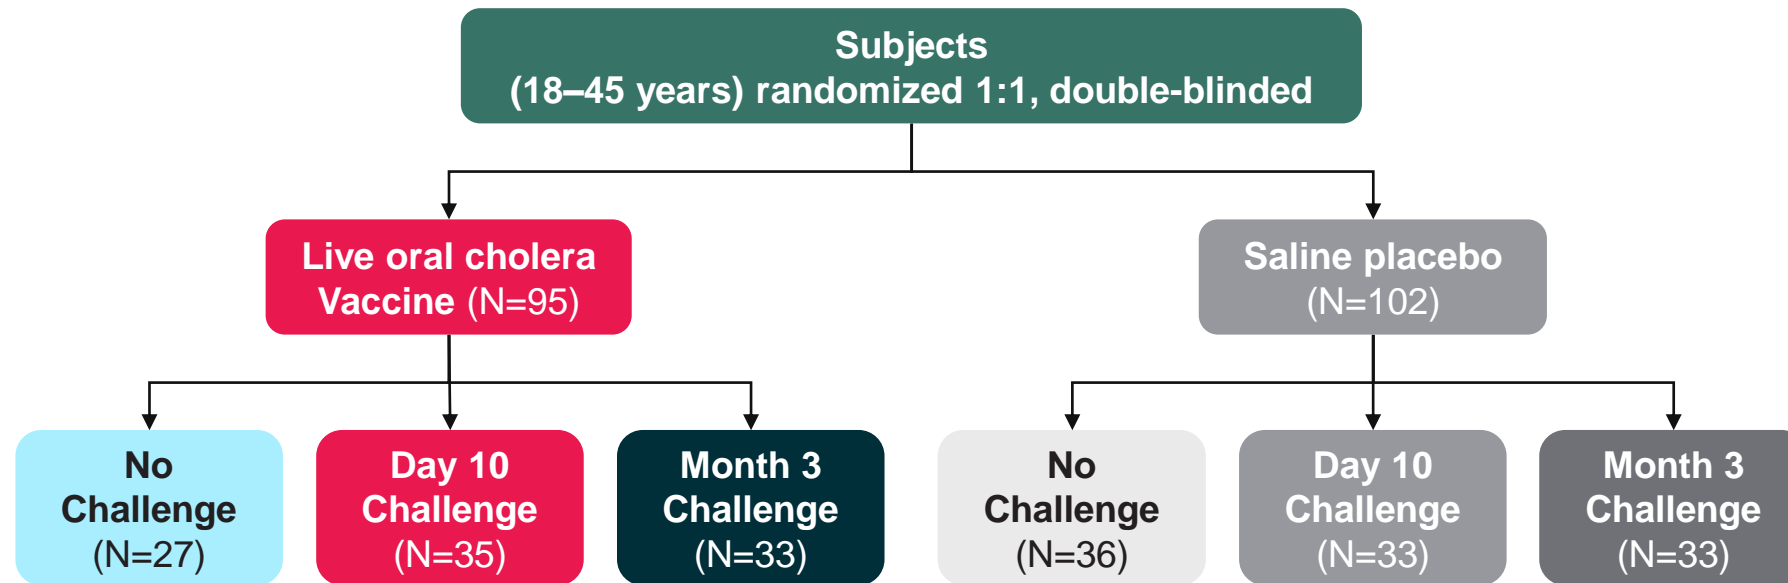 Subjects
(18–45 years) randomized 1:1, double-blinded
Live oral cholera
Vaccine (N=95)
Saline placebo
(N=102)
No
Challenge
(N=27)
Day 10
Challenge
(N=35)
Month 3
Challenge
(N=33)
No
Challenge
(N=36)
Day 10
Challenge
(N=33)
Month 3
Challenge
(N=33)